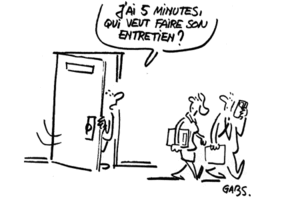 J'AI 5 MINUTES,
QUI VEUT FAIRE SON
ENTRETIEN ?
GABS.